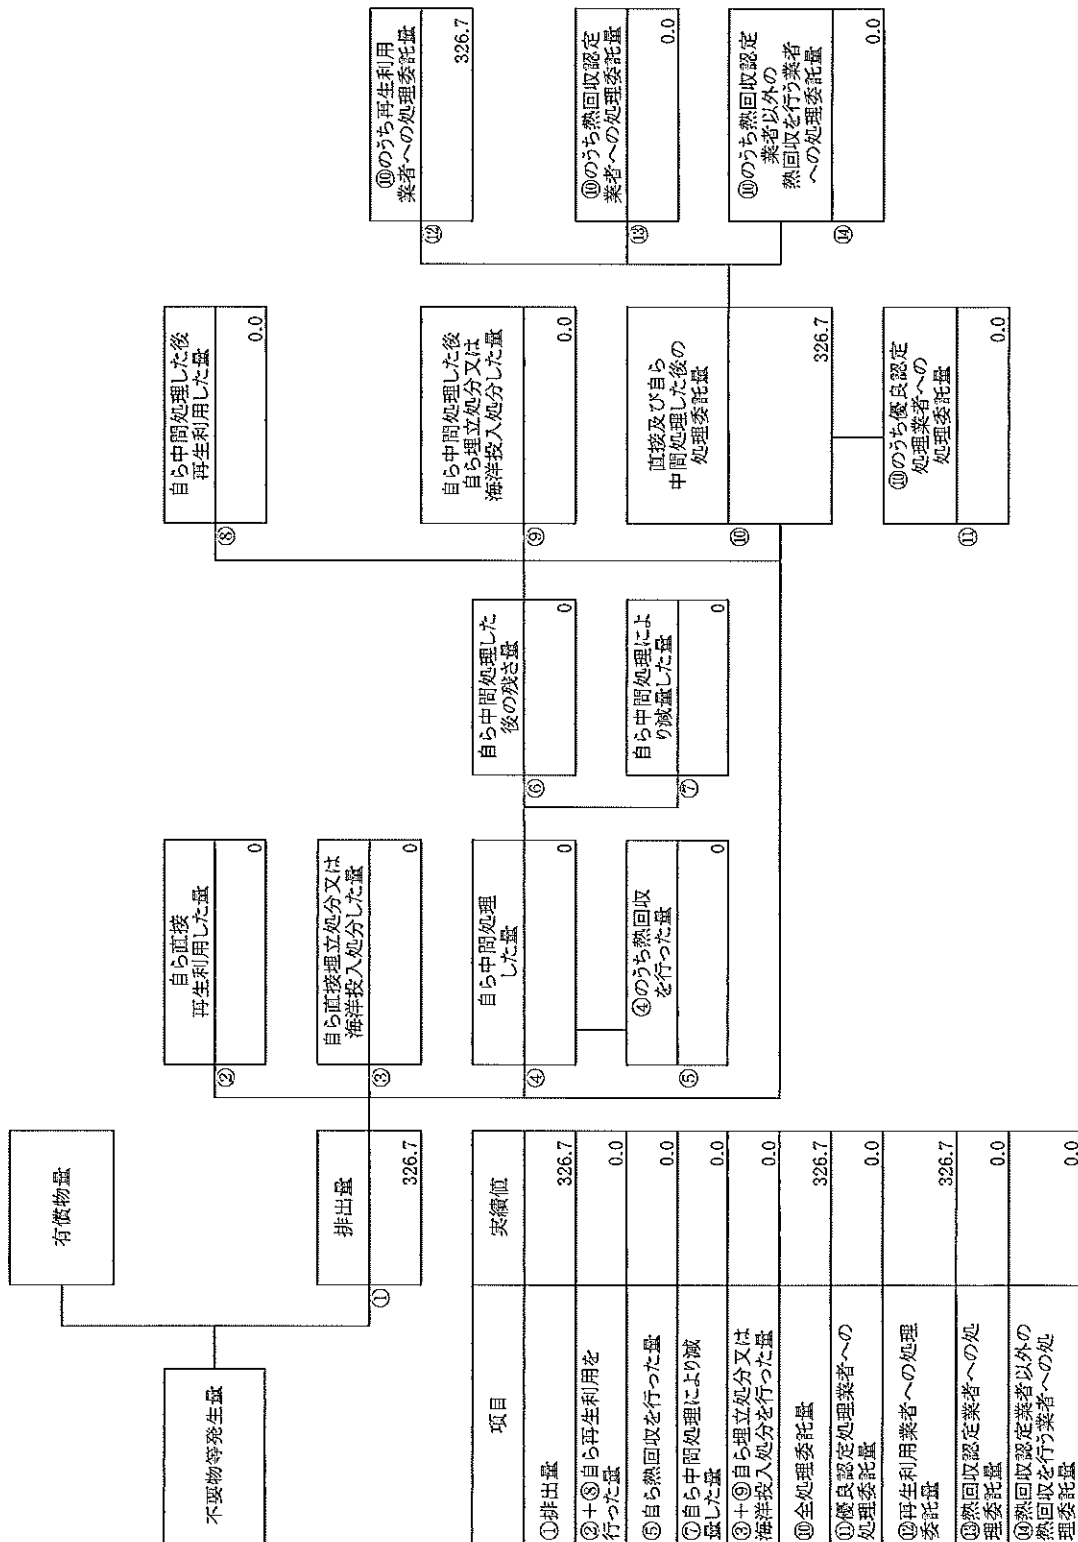 不要物等発生量
有償物量
①
排出量
326.7
②
自ら直接
再生利用した量
0
③
自ら直接埋立処分又は
海洋投入処分した量
0
④
自ら中間処理
した量
0
⑤
④のうち熱回収
を行った量
0
⑥
自ら中間処理した
後の残さ量
0
⑦
自ら中間処理によ
り減量した量
0
⑧
自ら中間処理した後
再生利用した量
0.0
⑨
自ら中間処理した後
自ら埋立処分又は
海洋投入処分した量
0.0
⑩
直接及び自ら
中間処理した後の
処理委託量
326.7
⑪
⑩のうち優良認定
処理業者への
処理委託量
0.0
⑫
⑩のうち再生利用
業者への処理委託量
326.7
⑬
⑩のうち熱回収認定
業者への処理委託量
0.0
⑭
⑩のうち熱回収認定
業者以外の
熱回収を行う業者
への処理委託量
0.0
項目 実績値
①排出量 326.7
②+⑧自ら再生利用を
行った量 0.0
⑤自ら熱回収を行った量 0.0
⑦自ら中間処理により減
量した量 0.0
③+⑨自ら埋立処分又は
海洋投入処分を行った量 0.0
⑩全処理委託量 326.7
⑪優良認定処理業者への
処理委託量 0.0
⑫再生利用業者への処理
委託量 326.7
⑬熱回収認定業者への処
理委託量 0.0
⑭熱回収認定業者以外の
熱回収を行う業者への処
理委託量 0.0